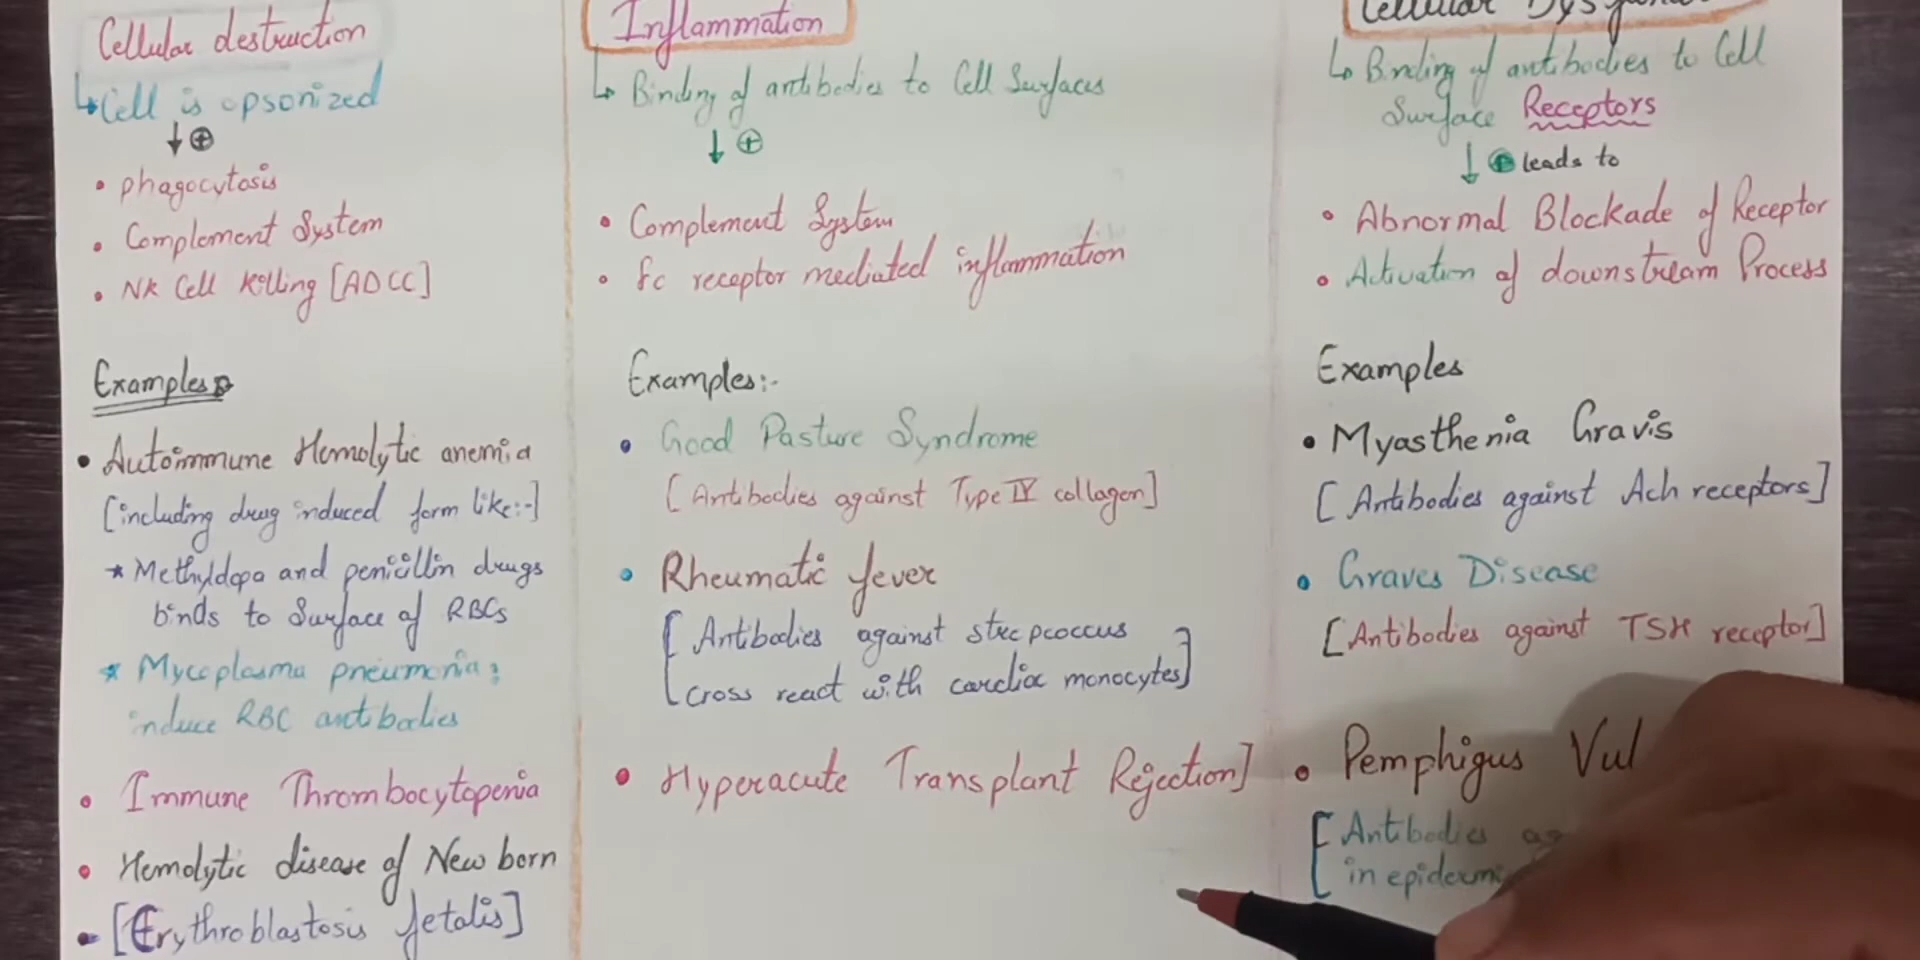 Cellular destruction
↳ Cell is opsonized
↓ ⊕
• phagocytosis
• Complement System
• NK Cell Killing [ADCC]
Examples
• Autoimmune Hemolytic anemia
[including drug induced form like:-]
* Methyldopa and penicillin drugs
binds to Surface of RBCs
* Mycoplasma pneumonia:
induce RBC antibodies
• Immune Thrombocytopenia
• Hemolytic disease of New born
• [Erythroblastosis fetalis]
Inflammation
↳ Binding of antibodies to Cell Surfaces
↓ ⊕
• Complement System
• Fc receptor mediated inflammation
Examples:-
• Good Pasture Syndrome
[Antibodies against Type IV collagen]
• Rheumatic fever
[Antibodies against strepcoccus
cross react with cardiac monocytes]
• Hyperacute Transplant Rejection]
Cellular
↳ Binding of antibodies to Cell
Surface Receptors
↓ ⊕ leads to
• Abnormal Blockade of Receptor
• Activation of downstream Process
Examples
• Myasthenia Gravis
[Antibodies against Ach receptors]
• Graves Disease
[Antibodies against TSH receptor]
• Pemphigus Vul
[Antibodies ag
in epiderm